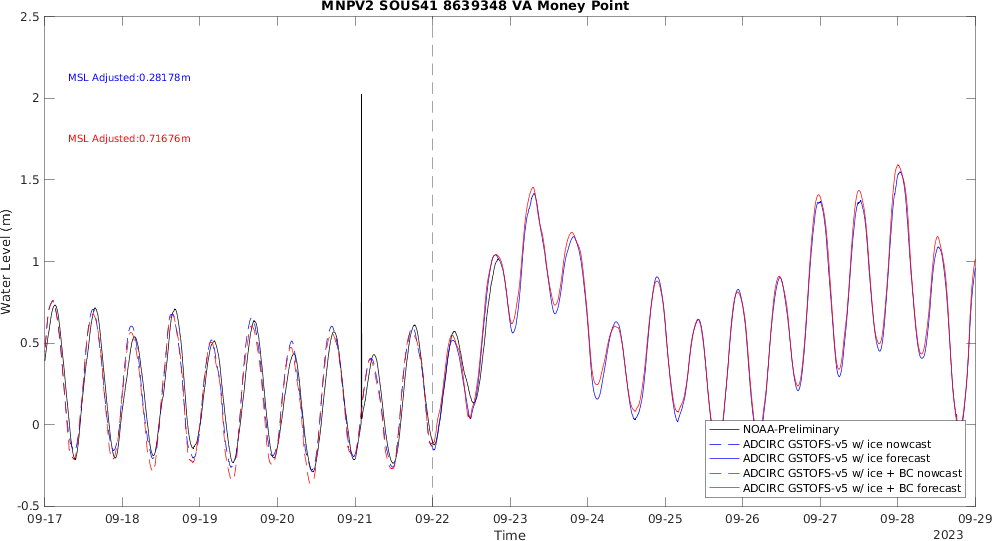 MNPV2 SOUS41 8639348 VA Money Point
2.5
MSL Adjusted:0.28178m
2
MSL Adjusted:0.71676m
1.5
Water Level (m)
1
0.5
0
-0.5
NOAA-Preliminary
ADCIRC GSTOFS-v5 w/ ice nowcast
ADCIRC GSTOFS-v5 w/ ice forecast
ADCIRC GSTOFS-v5 w/ ice + BC nowcast
ADCIRC GSTOFS-v5 w/ ice + BC forecast
09-17 09-18 09-19 09-20 09-21 09-22 09-23 09-24 09-25 09-26 09-27 09-28 09-29
Time
2023